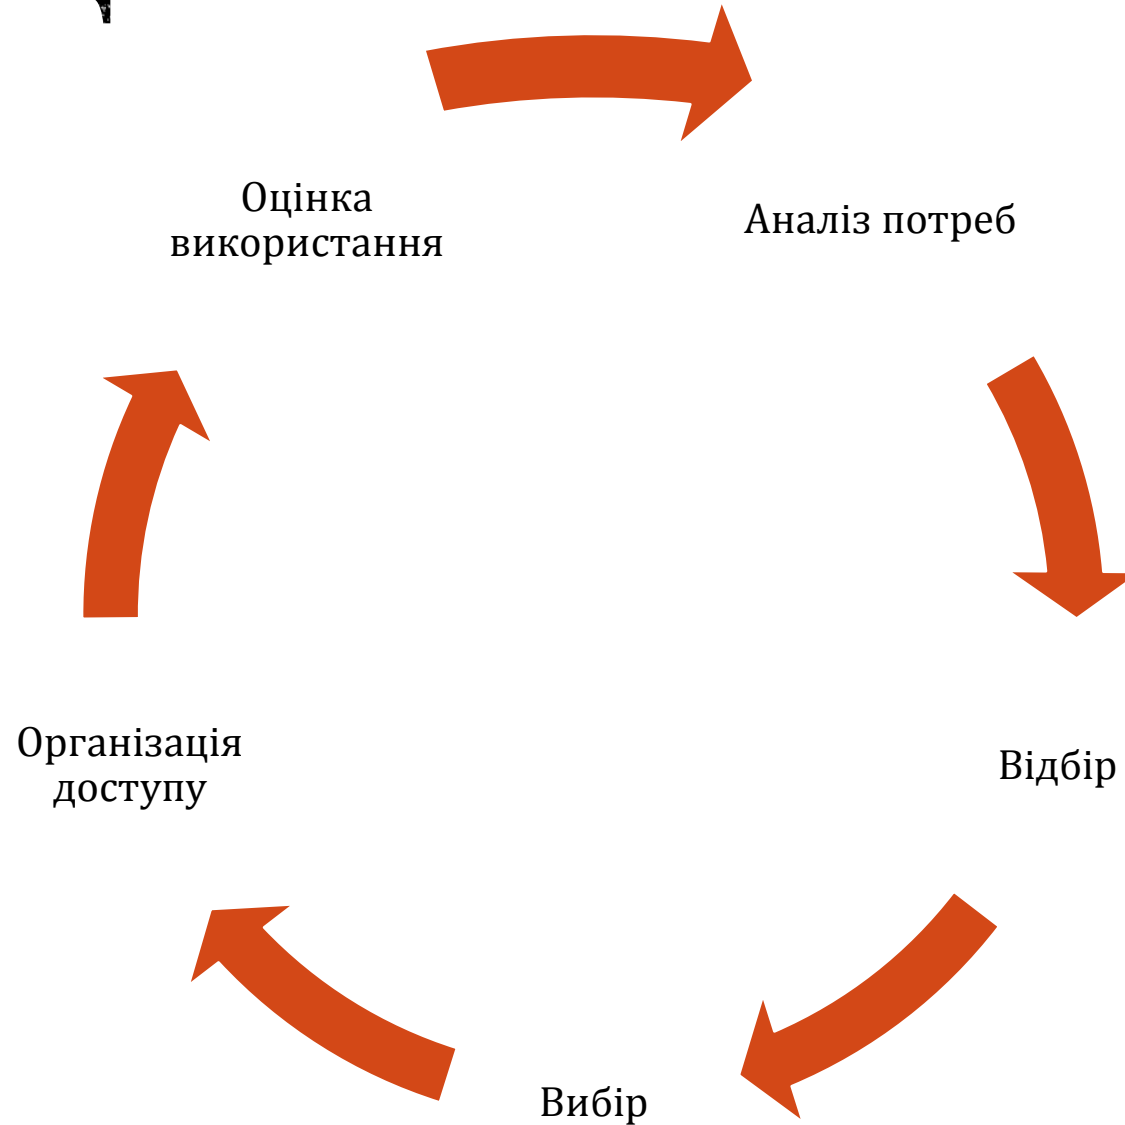 Оцінка
використання
Аналіз потреб
Організація
доступу
Відбір
Вибір